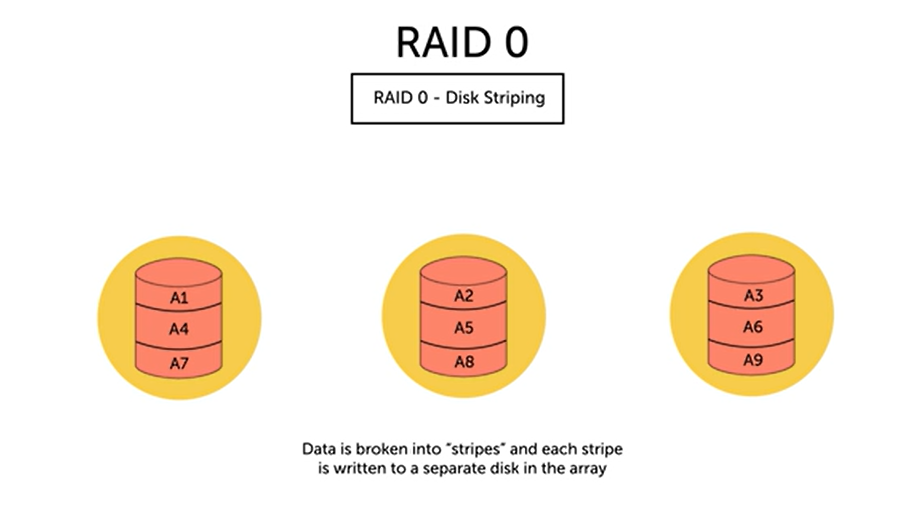 RAID 0
RAID 0 - Disk Striping
A1
A4
A7
A2
A5
A8
A3
A6
A9
Data is broken into “stripes” and each stripe
is written to a separate disk in the array